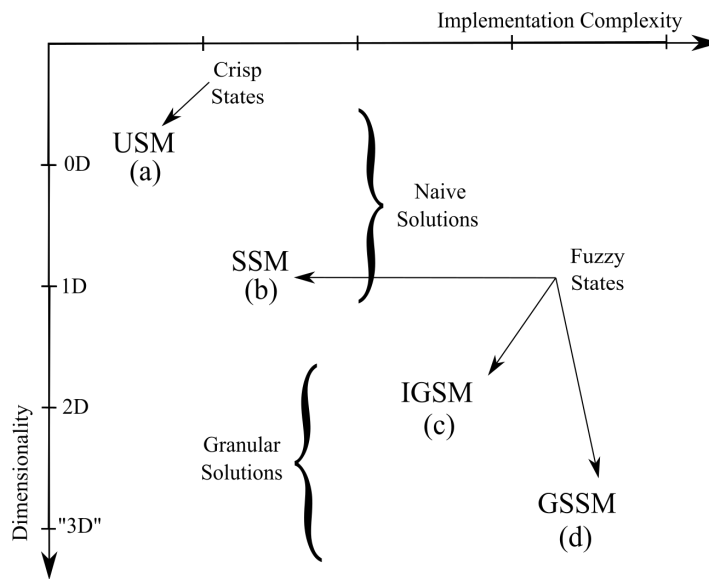 Implementation Complexity
Crisp
States
USM
(a)
0D
Naive
Solutions
SSM
(b)
Fuzzy
States
1D
IGSM
(c)
2D
Granular
Solutions
GSSM
(d)
"3D"
Dimensionality